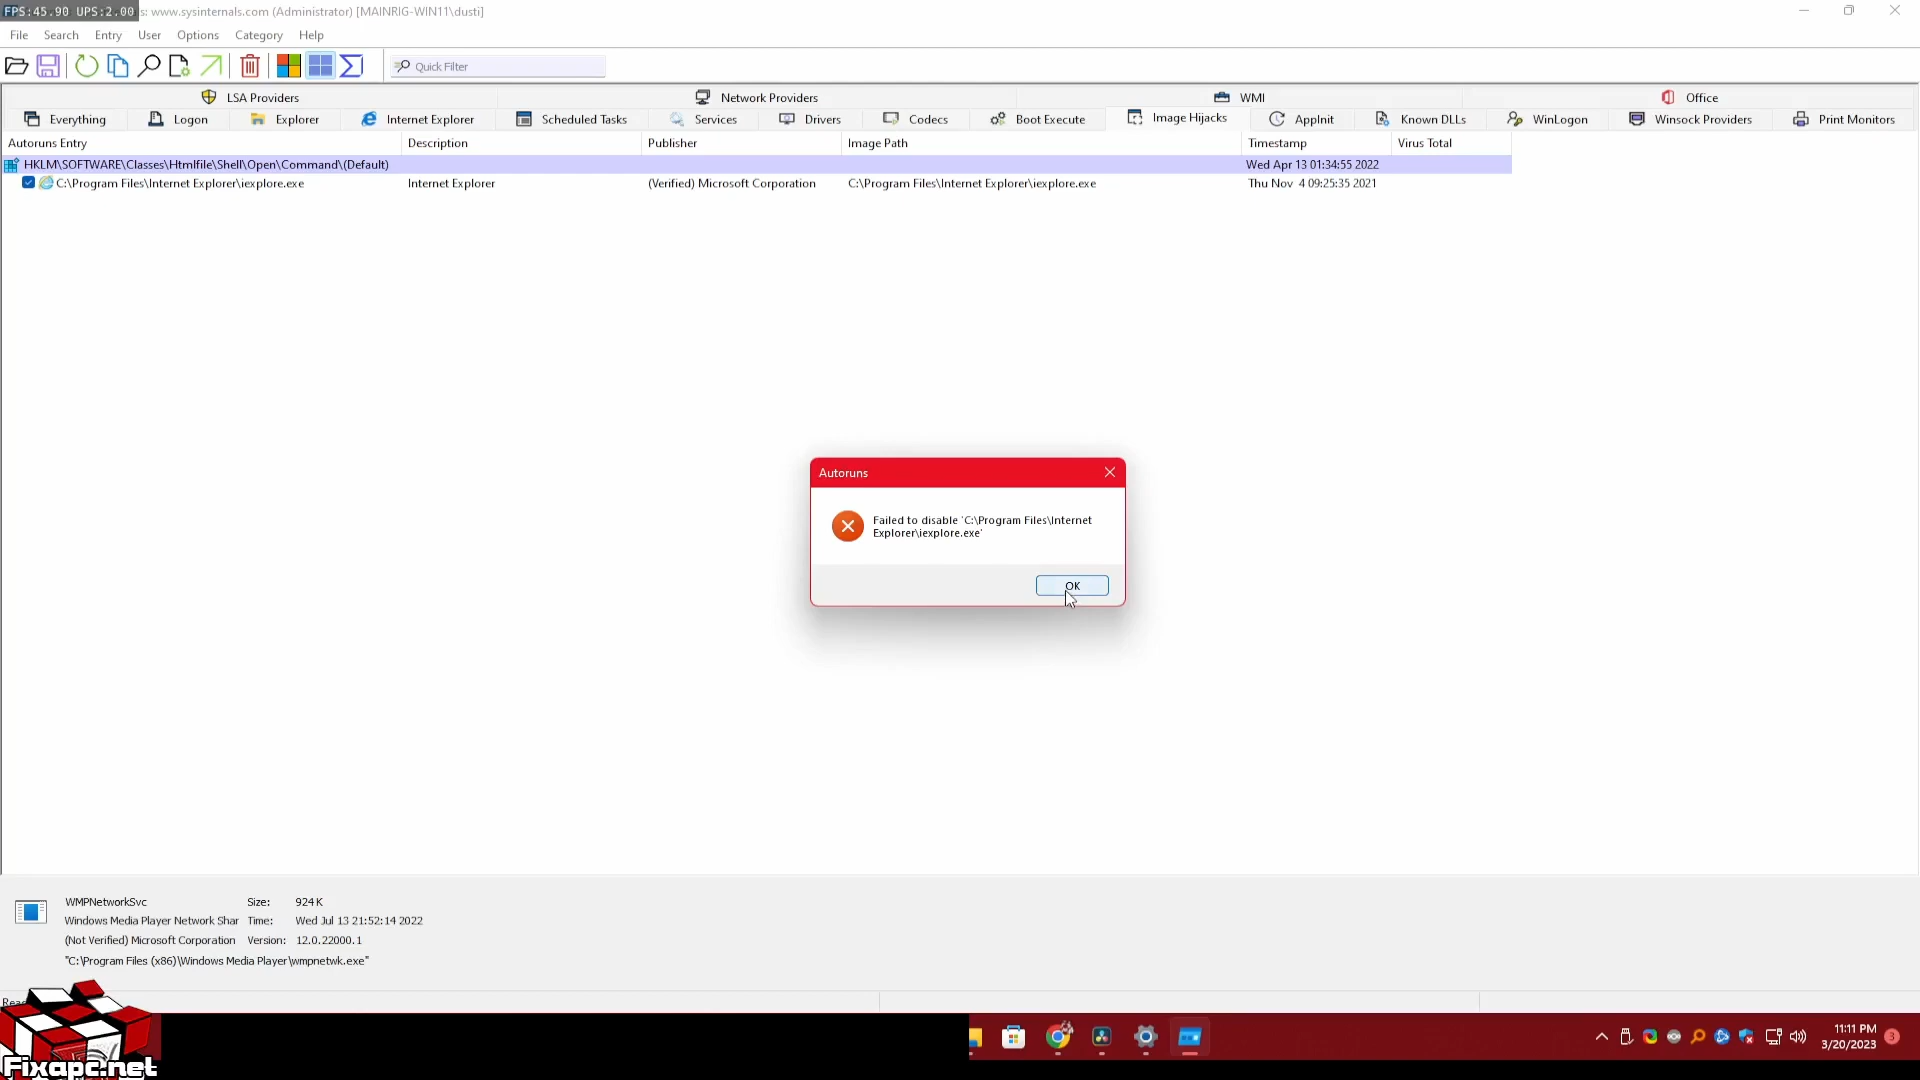 FPS:45.90 UPS:2.00 s: www.sysinternals.com (Administrator) [MAINRIG-WIN11\dusti]
File Search Entry User Options Category Help
Quick Filter
LSA Providers Network Providers WMI Office
Everything Logon Explorer Internet Explorer Scheduled Tasks Services Drivers Codecs Boot Execute Image Hijacks AppInit Known DLLs WinLogon Winsock Providers Print Monitors
Autoruns Entry Description Publisher Image Path Timestamp Virus Total
HKLM\SOFTWARE\Classes\Htmlfile\Shell\Open\Command\(Default) Wed Apr 13 01:34:55 2022
C:\Program Files\Internet Explorer\iexplore.exe Internet Explorer (Verified) Microsoft Corporation C:\Program Files\Internet Explorer\iexplore.exe Thu Nov 4 09:25:35 2021
Autoruns
Failed to disable 'C:\Program Files\Internet
Explorer\iexplore.exe'
OK
WMPNetworkSvc Size: 924 K
Windows Media Player Network Shar Time: Wed Jul 13 21:52:14 2022
(Not Verified) Microsoft Corporation Version: 12.0.22000.1
"C:\Program Files (x86)\Windows Media Player\wmpnetwk.exe"
Fixapc.net
11:11 PM
3/20/2023
3